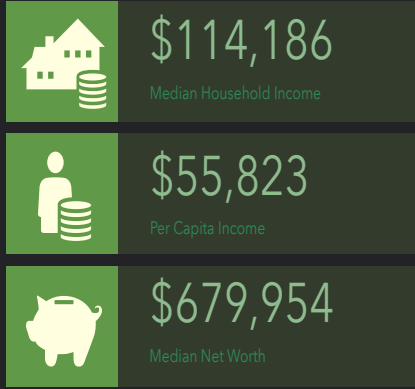 $114,186
Median Household Income
$55,823
Per Capita Income
$679,954
Median Net Worth